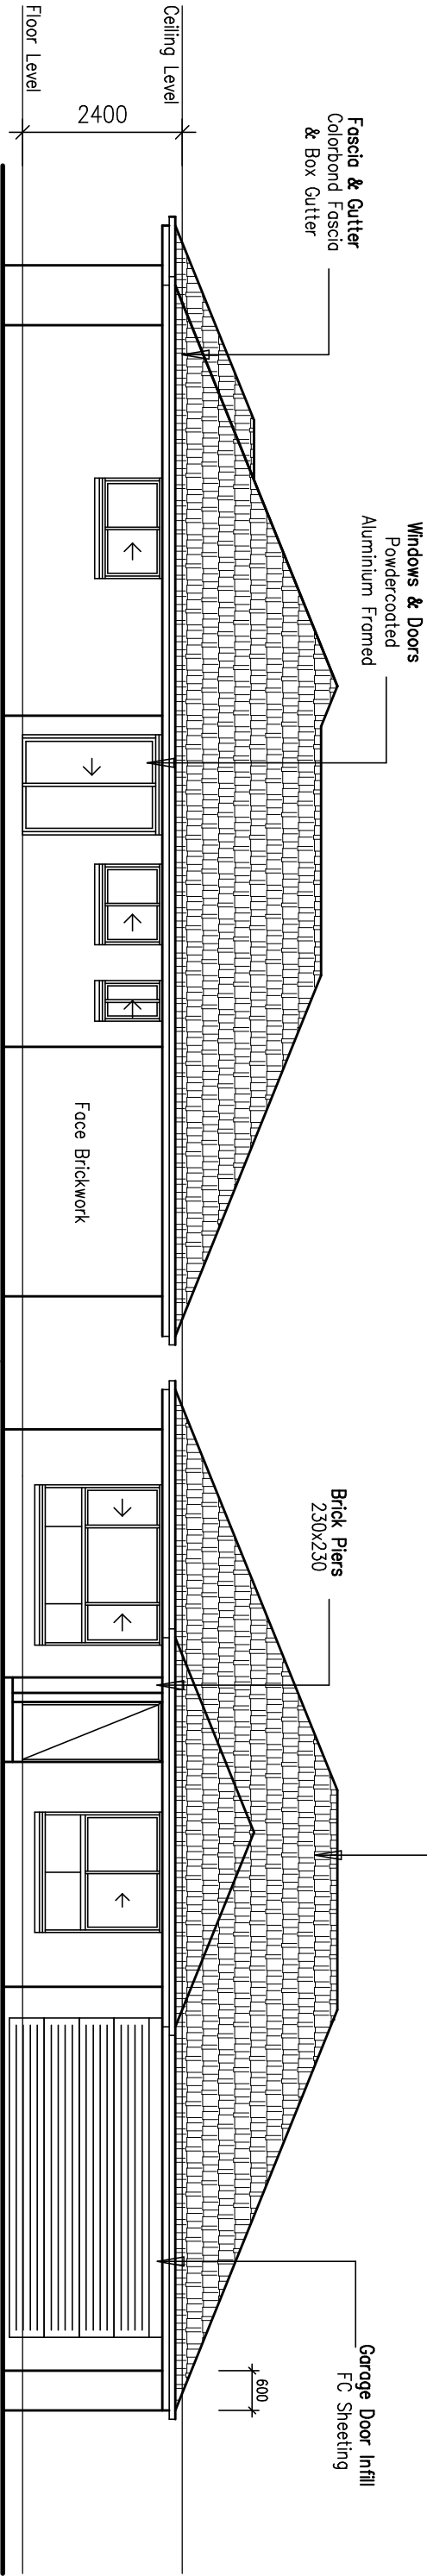 Fascia & Gutter
Colorbond Fascia
& Box Gutter
Windows & Doors
Powdercoated
Aluminium Framed
Brick Piers
230x230
Garage Door Infill
FC Sheeting
600
Ceiling Level
2400
Floor Level
Face Brickwork